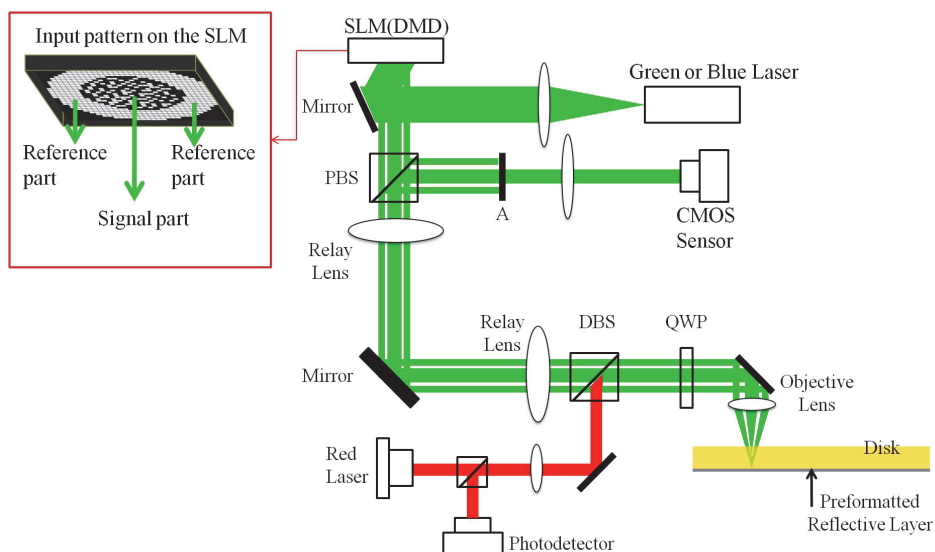 Input pattern on the SLM
Reference
part
Reference
part
Signal part
SLM(DMD)
Mirror
Green or Blue Laser
PBS
A
CMOS
Sensor
Relay
Lens
Relay
Lens
DBS
QWP
Mirror
Objective
Lens
Red
Laser
Disk
Preformatted
Reflective Layer
Photodetector